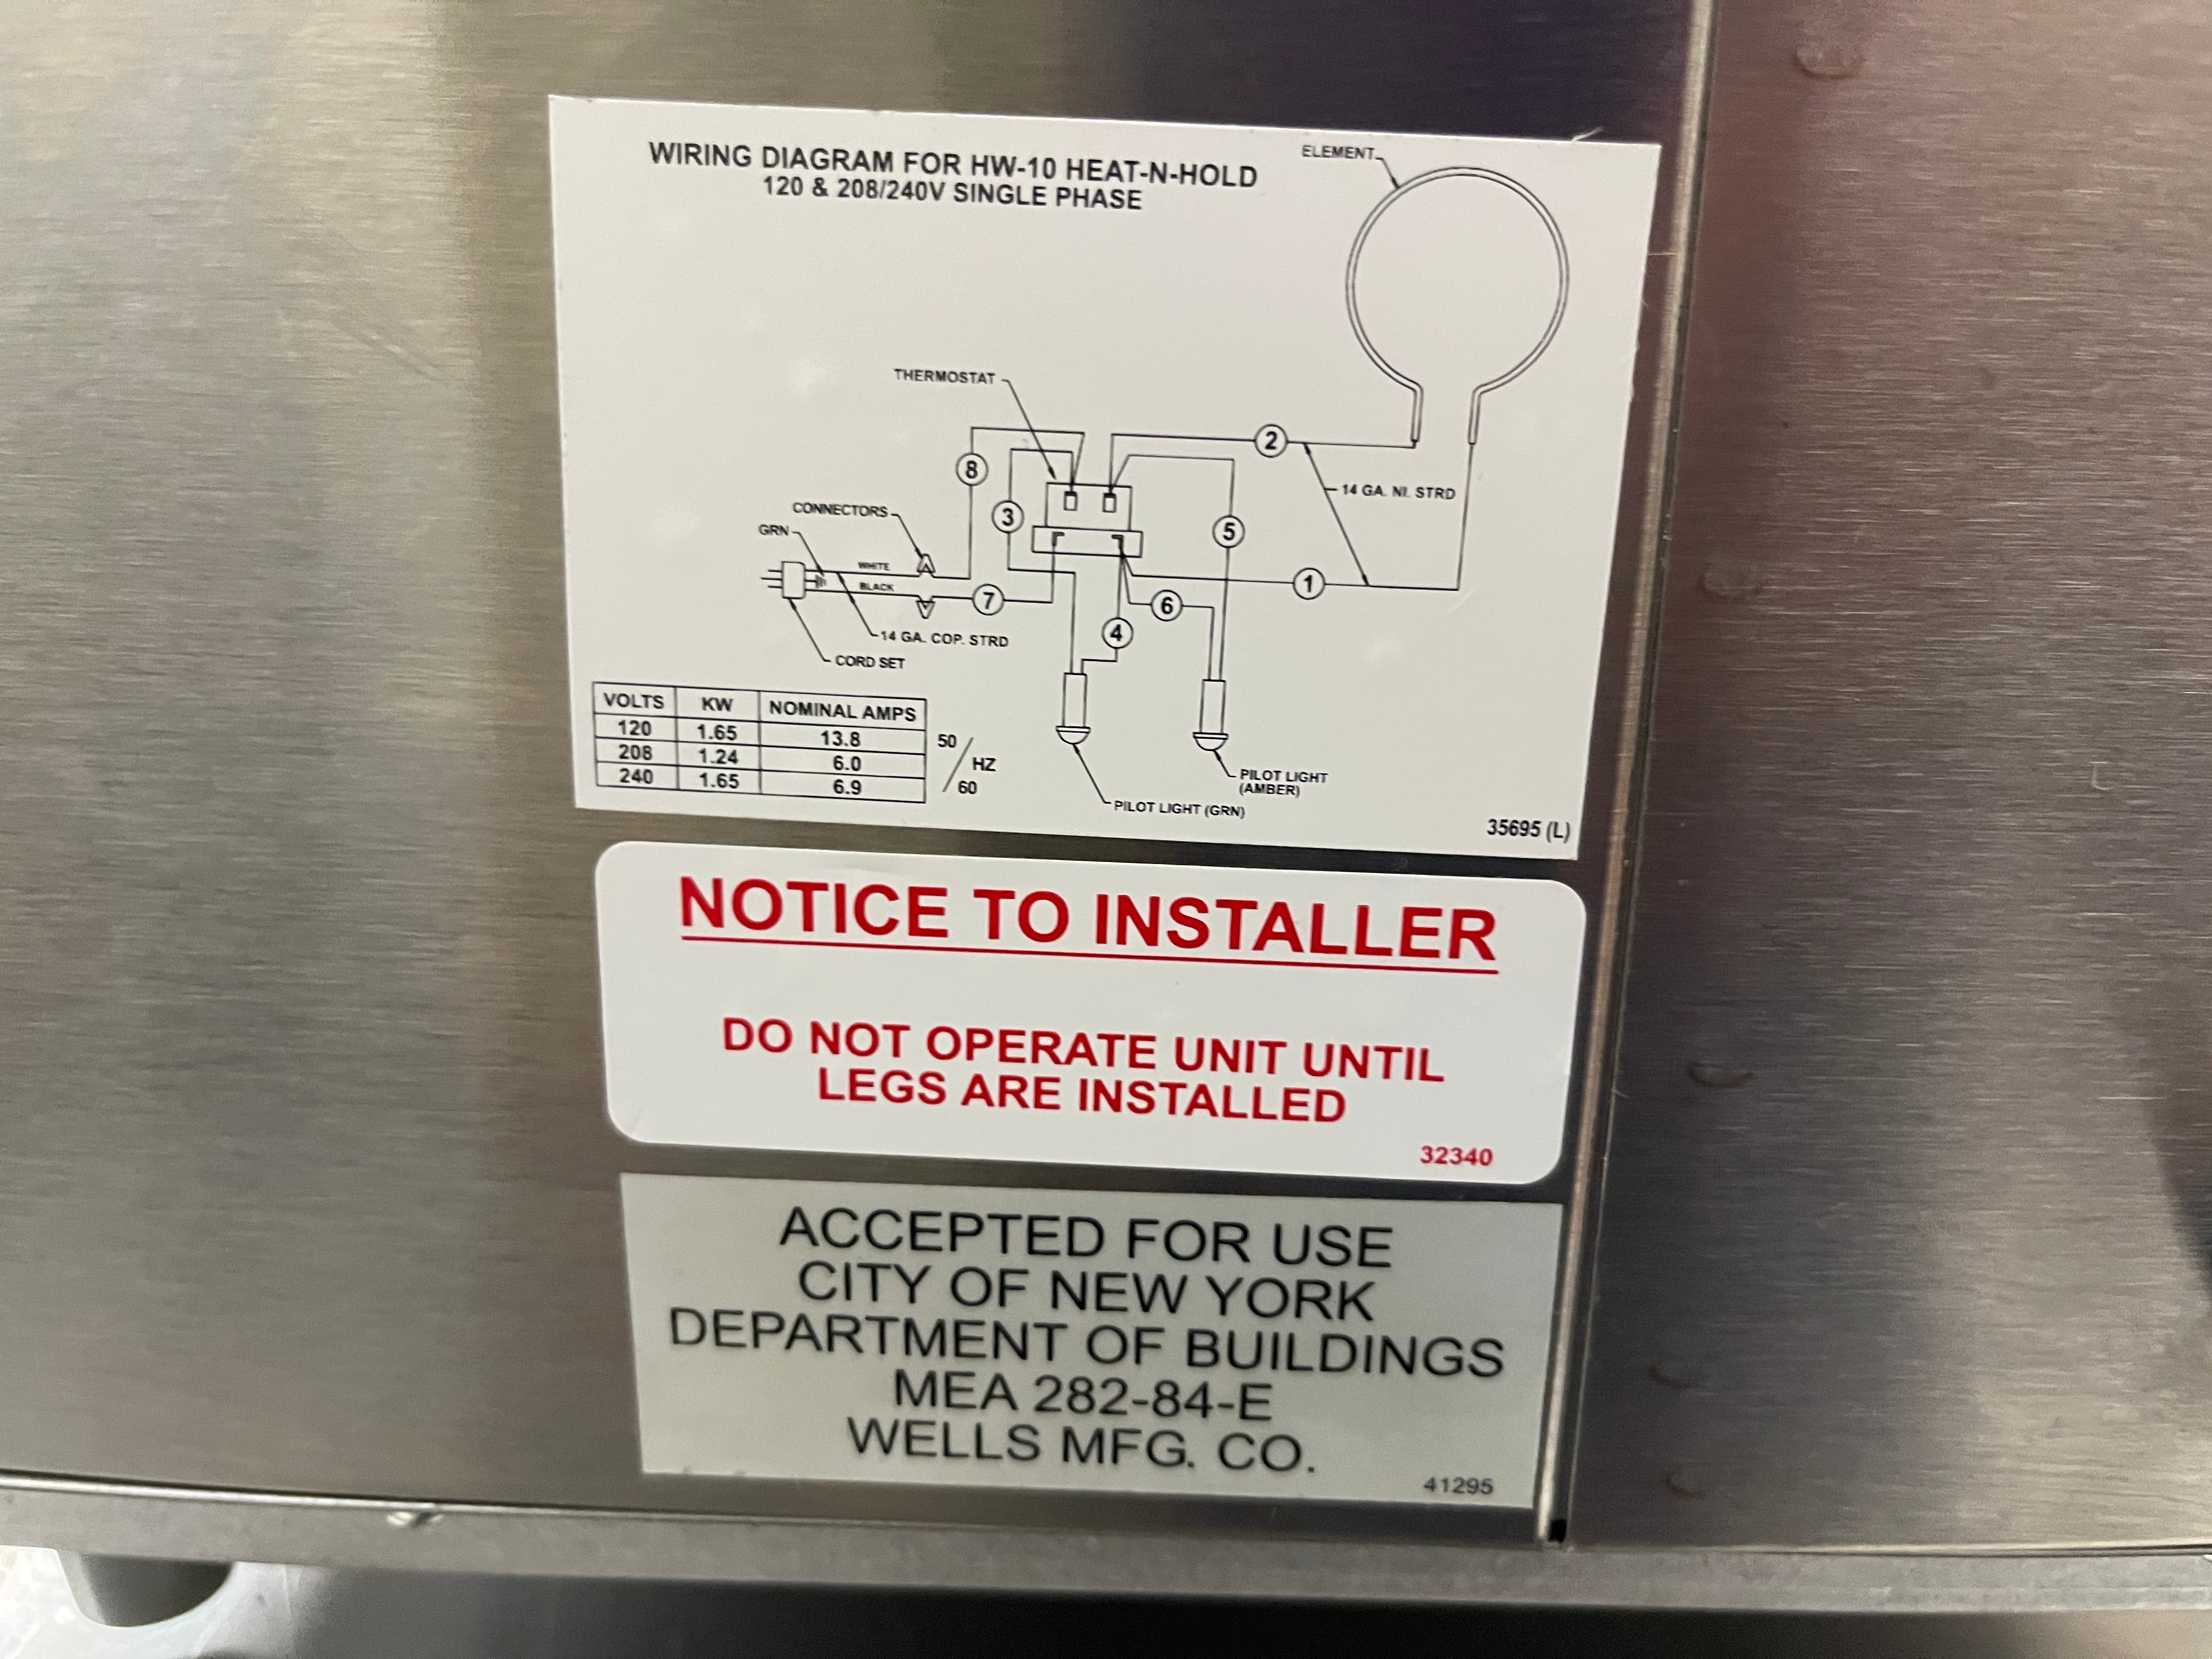 WIRING DIAGRAM FOR HW-10 HEAT-N-HOLD
120 & 208/240V SINGLE PHASE
ELEMENT
THERMOSTAT
2
8
14 GA. NI. STRD
CONNECTORS
3
5
GRN
WHITE
BLACK
7
6
1
4
14 GA. COP. STRD
CORD SET
VOLTS KW NOMINAL AMPS
120 1.65 13.8
208 1.24 6.0
240 1.65 6.9
50/60 HZ
PILOT LIGHT
(AMBER)
PILOT LIGHT (GRN)
35695 (L)
NOTICE TO INSTALLER
DO NOT OPERATE UNIT UNTIL
LEGS ARE INSTALLED
32340
ACCEPTED FOR USE
CITY OF NEW YORK
DEPARTMENT OF BUILDINGS
MEA 282-84-E
WELLS MFG. CO.
41295